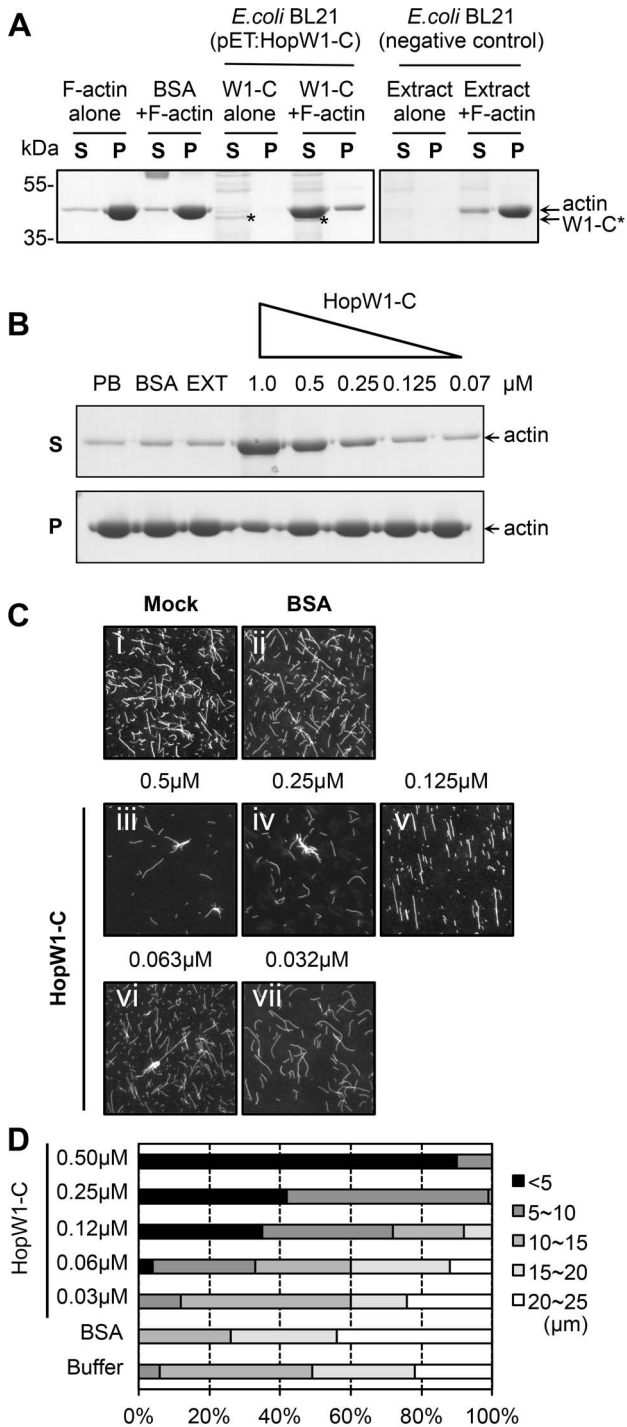 A
E.coli BL21 E.coli BL21
(pET:HopW1-C) (negative control)
F-actin BSA W1-C W1-C Extract Extract
alone +F-actin alone +F-actin alone +F-actin
kDa S P S P S P S P S P S P
55-
actin
* * W1-C*
35-
B
HopW1-C
PB BSA EXT 1.0 0.5 0.25 0.125 0.07 μM
S actin
P actin
C
Mock BSA
i ii
0.5μM 0.25μM 0.125μM
iii iv v
HopW1-C
0.063μM 0.032μM
vi vii
D
HopW1-C
0.50μM <5
0.25μM 5~10
0.12μM 10~15
0.06μM 15~20
0.03μM 20~25
(μm)
BSA
Buffer
0% 20% 40% 60% 80% 100%